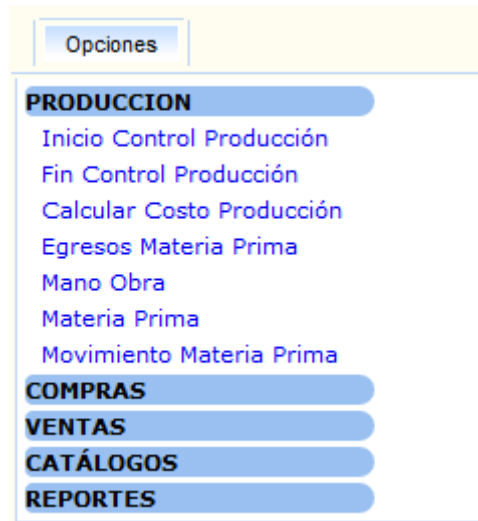 Opciones
PRODUCCION
Inicio Control Producción
Fin Control Producción
Calcular Costo Producción
Egresos Materia Prima
Mano Obra
Materia Prima
Movimiento Materia Prima
COMPRAS
VENTAS
CATÁLOGOS
REPORTES